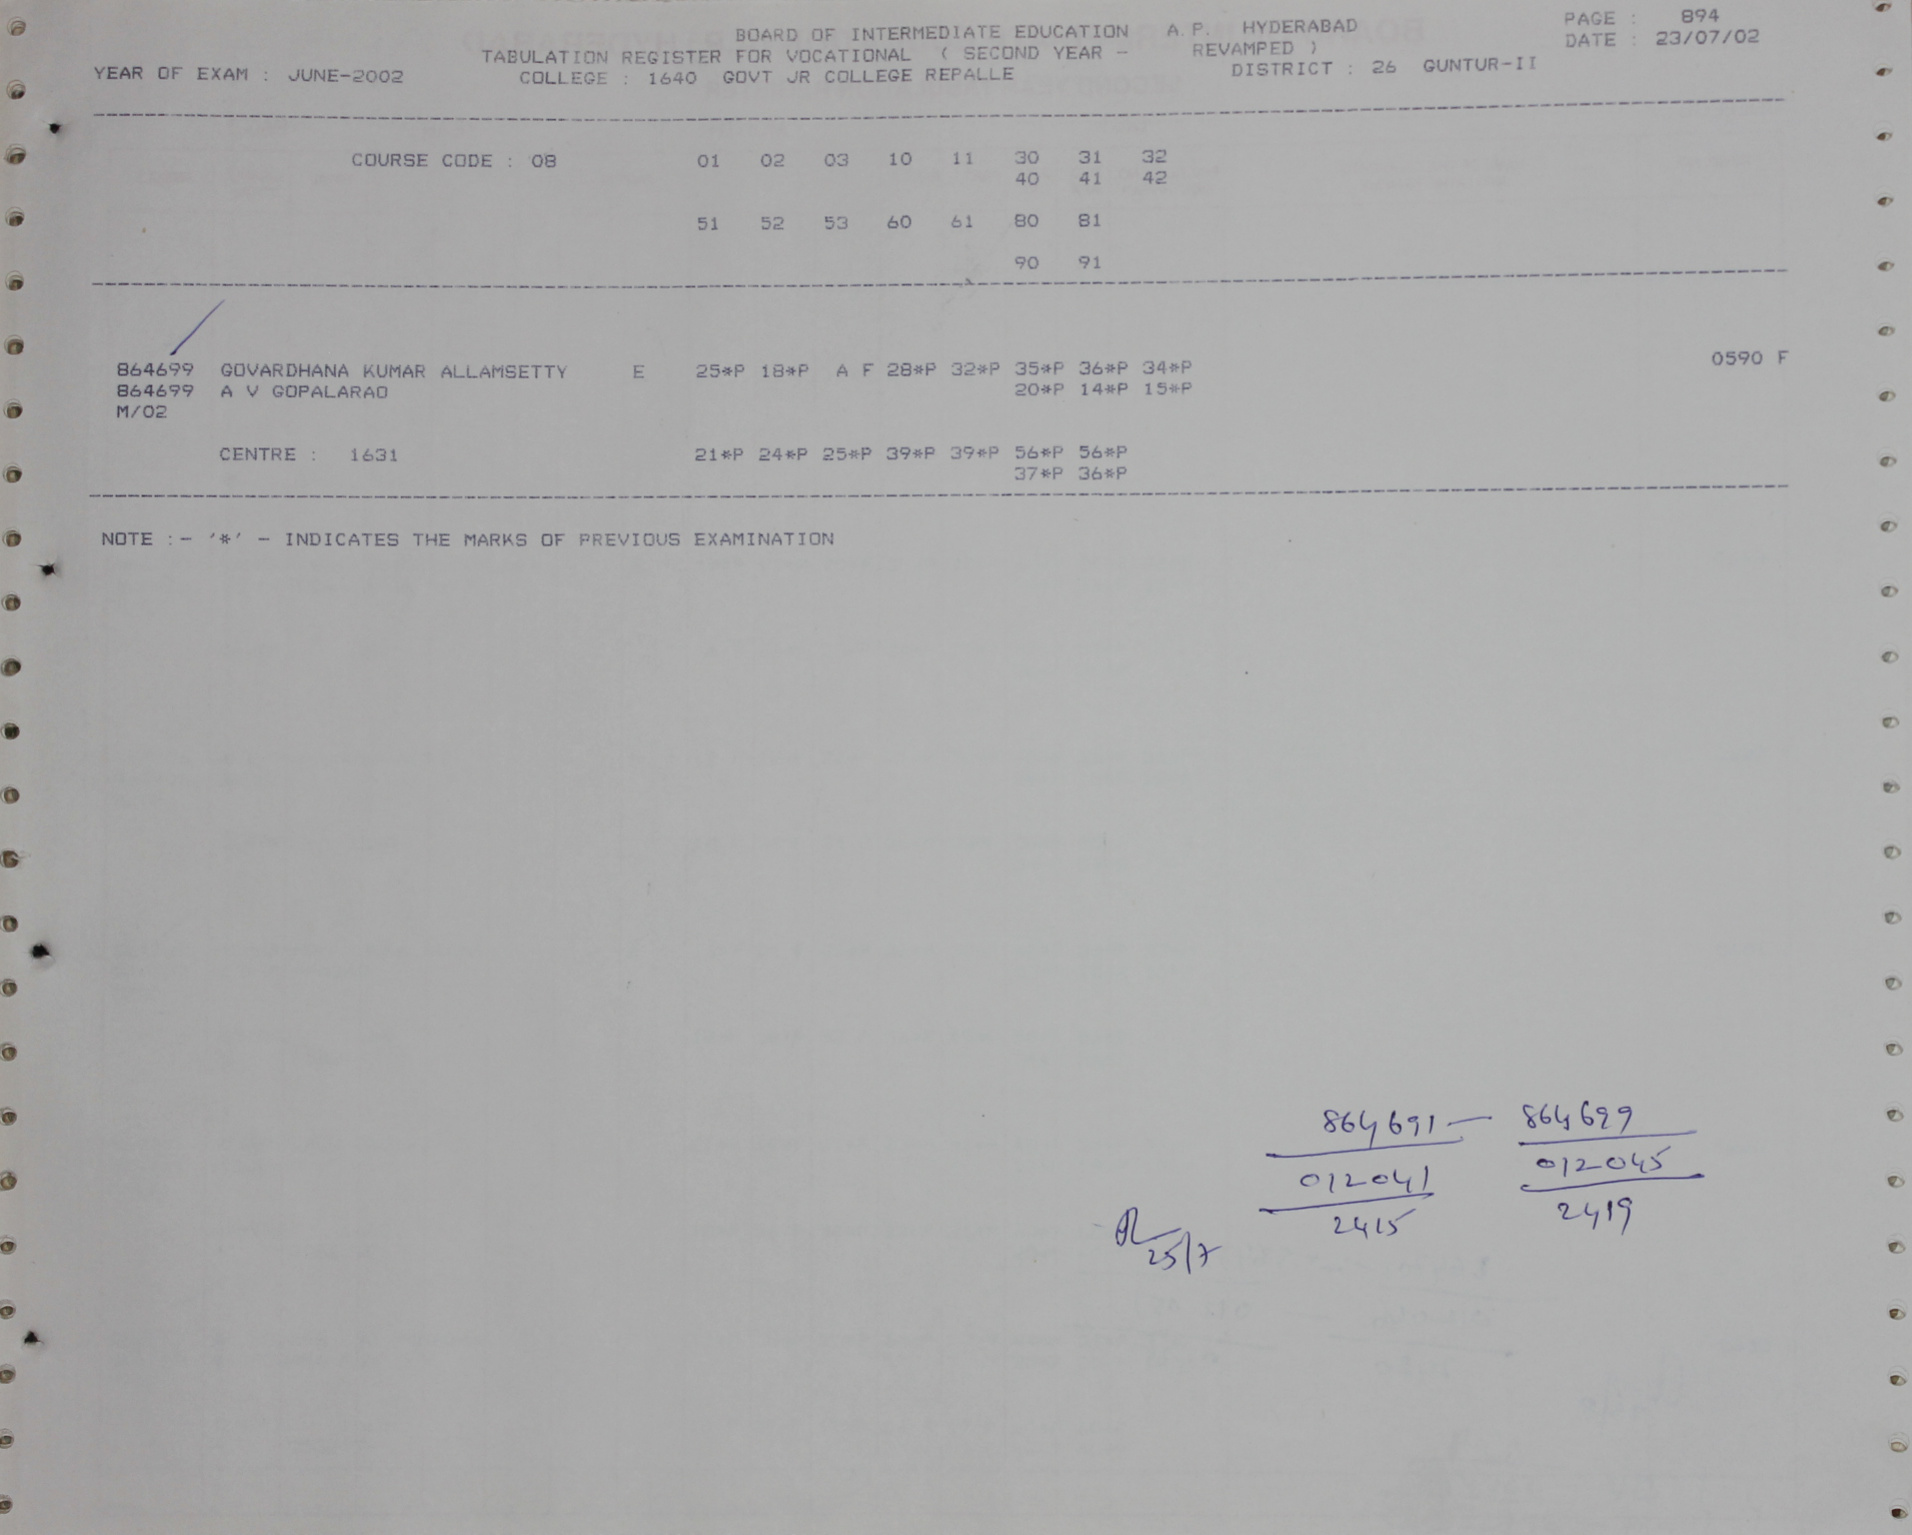 BOARD OF INTERMEDIATE EDUCATION A.P. HYDERABAD PAGE : 894
TABULATION REGISTER FOR VOCATIONAL ( SECOND YEAR - REVAMPED ) DATE : 23/07/02
YEAR OF EXAM : JUNE-2002 COLLEGE : 1640 GOVT JR COLLEGE REPALLE DISTRICT : 26 GUNTUR-II
COURSE CODE : 08 01 02 03 10 11 30 31 32
40 41 42
51 52 53 60 61 80 81
90 91
864699 GOVARDHANA KUMAR ALLAMSETTY E 25*P 18*P A F 28*P 32*P 35*P 36*P 34*P 0590 F
864699 A V GOPALARAO 20*P 14*P 15*P
M/02
CENTRE : 1631 21*P 24*P 25*P 39*P 39*P 56*P 56*P
37*P 36*P
NOTE :- '*' - INDICATES THE MARKS OF PREVIOUS EXAMINATION
864691 — 864699
012041 012045
2415 2419
25/7